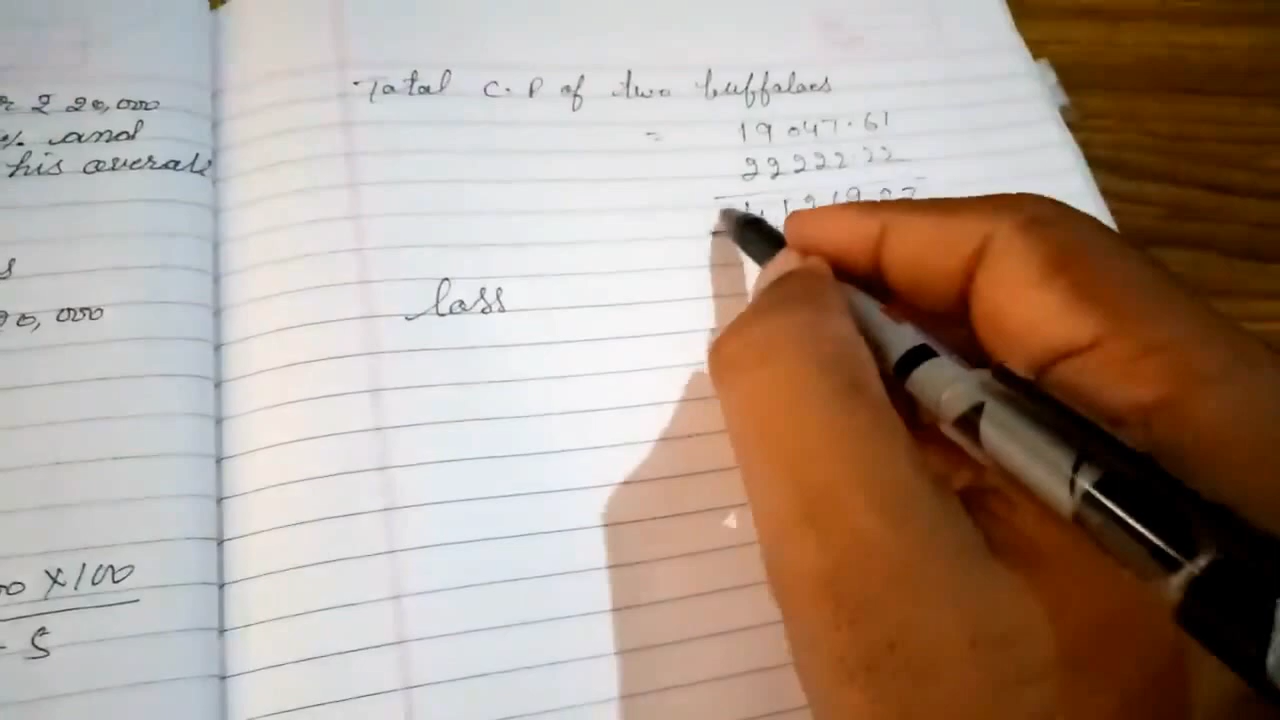 ₹ 20,000
% and
his overall
s
20,000
00 X 100
5
Total C.P of two buffaloes
= 19 047.61
22222.22
loss